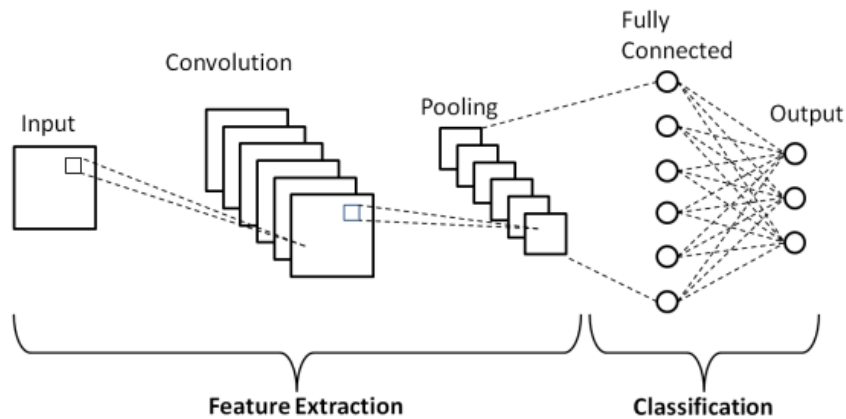 Input
Convolution
Pooling
Fully
Connected
Output
Feature Extraction
Classification